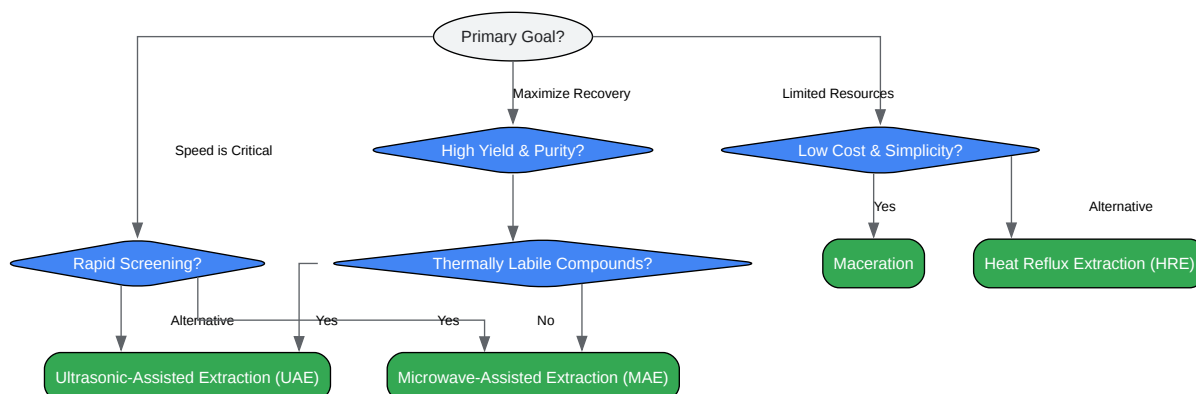 Primary Goal?
Maximize Recovery
Limited Resources
Speed is Critical
High Yield & Purity?
Low Cost & Simplicity?
Yes
Alternative
Rapid Screening?
Thermally Labile Compounds?
Maceration
Heat Reflux Extraction (HRE)
Alternative
Yes
Yes
No
Ultrasonic-Assisted Extraction (UAE)
Microwave-Assisted Extraction (MAE)